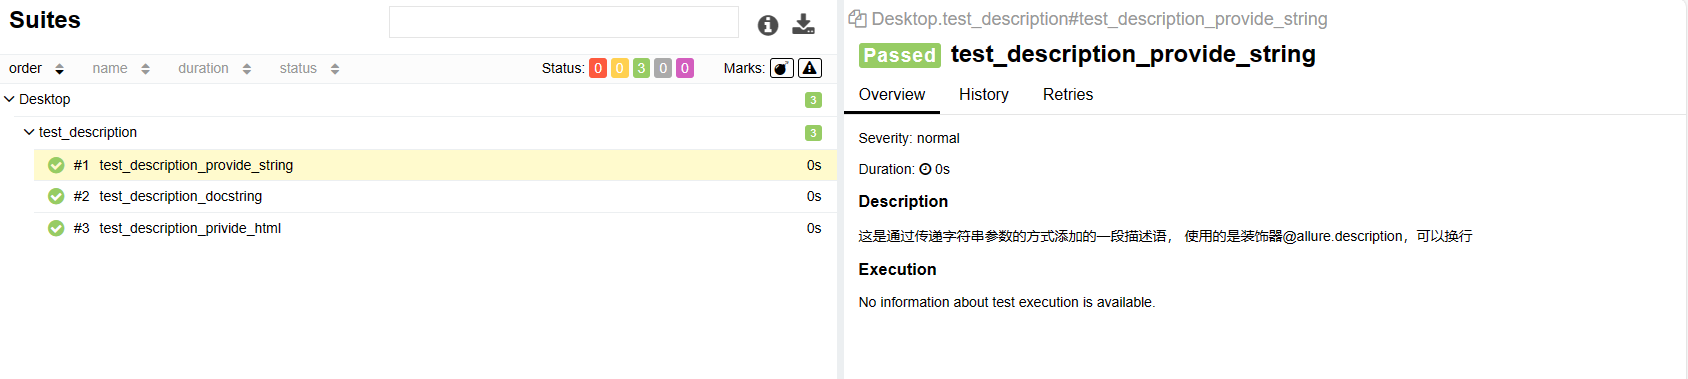 Suites
order name duration status Status: 0 0 3 0 0 Marks:
Desktop 3
test_description 3
#1 test_description_provide_string 0s
#2 test_description_docstring 0s
#3 test_description_privide_html 0s
Desktop.test_description#test_description_provide_string
Passed test_description_provide_string
Overview History Retries
Severity: normal
Duration: 0s
Description
这是通过传递字符串参数的方式添加的一段描述语， 使用的是装饰器@allure.description，可以换行
Execution
No information about test execution is available.